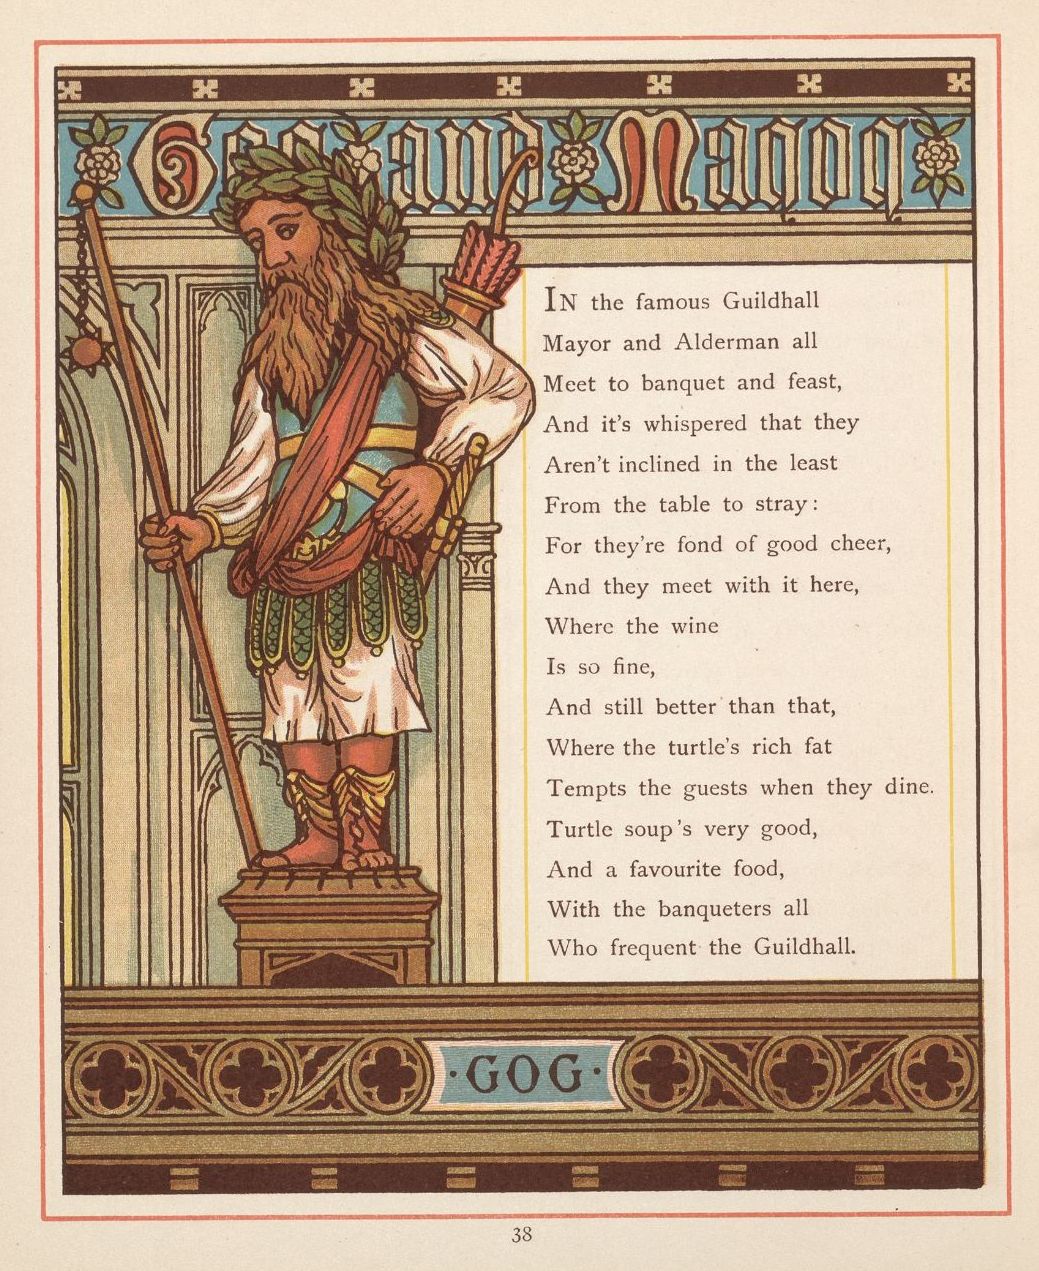 Gog and Magog
IN the famous Guildhall
Mayor and Alderman all
Meet to banquet and feast,
And it's whispered that they
Aren't inclined in the least
From the table to stray:
For they're fond of good cheer,
And they meet with it here,
Where the wine
Is so fine,
And still better than that,
Where the turtle's rich fat
Tempts the guests when they dine.
Turtle soup's very good,
And a favourite food,
With the banqueters all
Who frequent the Guildhall.
·GOG·
38